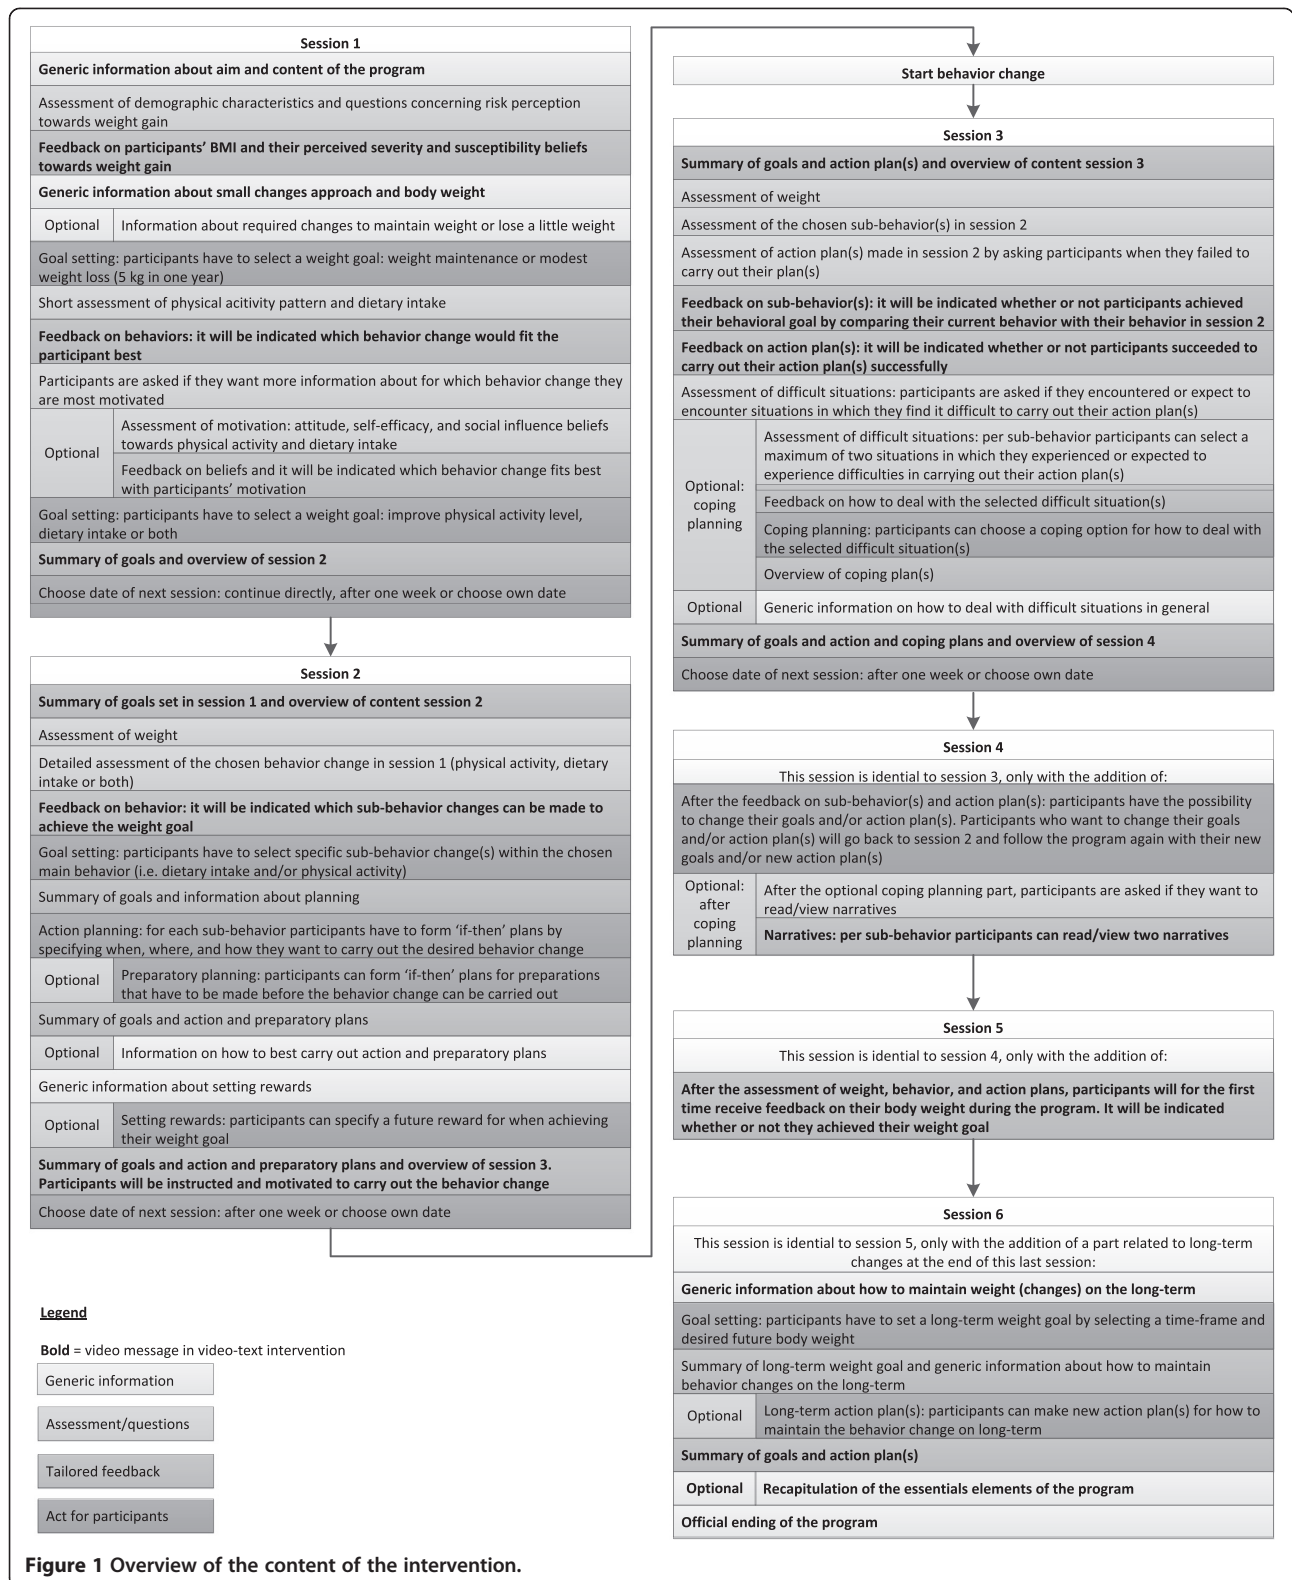 Session 1
Generic information about aim and content of the program
Assessment of demographic characteristics and questions concerning risk perception
towards weight gain
Feedback on participants' BMI and their perceived severity and susceptibility beliefs
towards weight gain
Generic information about small changes approach and body weight
Optional
Information about required changes to maintain weight or lose a little weight
Goal setting: participants have to select a weight goal: weight maintenance or modest
weight loss (5 kg in one year)
Short assessment of physical acitivity pattern and dietary intake
Feedback on behaviors: it will be indicated which behavior change would fit the
participant best
Participants are asked if they want more information about for which behavior change they
are most motivated
Optional
Assessment of motivation: attitude, self-efficacy, and social influence beliefs
towards physical activity and dietary intake
Feedback on beliefs and it will be indicated which behavior change fits best
with participants' motivation
Goal setting: participants have to select a weight goal: improve physical activity level,
dietary intake or both
Summary of goals and overview of session 2
Choose date of next session: continue directly, after one week or choose own date
Session 2
Summary of goals set in session 1 and overview of content session 2
Assessment of weight
Detailed assessment of the chosen behavior change in session 1 (physical activity, dietary
intake or both)
Feedback on behavior: it will be indicated which sub-behavior changes can be made to
achieve the weight goal
Goal setting: participants have to select specific sub-behavior change(s) within the chosen
main behavior (i.e. dietary intake and/or physical activity)
Summary of goals and information about planning
Action planning: for each sub-behavior participants have to form 'if-then' plans by
specifying when, where, and how they want to carry out the desired behavior change
Optional
Preparatory planning: participants can form 'if-then' plans for preparations
that have to be made before the behavior change can be carried out
Summary of goals and action and preparatory plans
Optional
Information on how to best carry out action and preparatory plans
Generic information about setting rewards
Optional
Setting rewards: participants can specify a future reward for when achieving
their weight goal
Summary of goals and action and preparatory plans and overview of session 3.
Participants will be instructed and motivated to carry out the behavior change
Choose date of next session: after one week or choose own date
Start behavior change
Session 3
Summary of goals and action plan(s) and overview of content session 3
Assessment of weight
Assessment of the chosen sub-behavior(s) in session 2
Assessment of action plan(s) made in session 2 by asking participants when they failed to
carry out their plan(s)
Feedback on sub-behavior(s): it will be indicated whether or not participants achieved
their behavioral goal by comparing their current behavior with their behavior in session 2
Feedback on action plan(s): it will be indicated whether or not participants succeeded to
carry out their action plan(s) successfully
Assessment of difficult situations: participants are asked if they encountered or expect to
encounter situations in which they find it difficult to carry out their action plan(s)
Optional:
coping
planning
Assessment of difficult situations: per sub-behavior participants can select a
maximum of two situations in which they experienced or expected to
experience difficulties in carrying out their action plan(s)
Feedback on how to deal with the selected difficult situation(s)
Coping planning: participants can choose a coping option for how to deal with
the selected difficult situation(s)
Overview of coping plan(s)
Optional
Generic information on how to deal with difficult situations in general
Summary of goals and action and coping plans and overview of session 4
Choose date of next session: after one week or choose own date
Session 4
This session is idential to session 3, only with the addition of:
After the feedback on sub-behavior(s) and action plan(s): participants have the possibility
to change their goals and/or action plan(s). Participants who want to change their goals
and/or action plan(s) will go back to session 2 and follow the program again with their new
goals and/or new action plan(s)
Optional:
after
coping
planning
After the optional coping planning part, participants are asked if they want to
read/view narratives
Narratives: per sub-behavior participants can read/view two narratives
Session 5
This session is idential to session 4, only with the addition of:
After the assessment of weight, behavior, and action plans, participants will for the first
time receive feedback on their body weight during the program. It will be indicated
whether or not they achieved their weight goal
Session 6
This session is idential to session 5, only with the addition of a part related to long-term
changes at the end of this last session:
Generic information about how to maintain weight (changes) on the long-term
Goal setting: participants have to set a long-term weight goal by selecting a time-frame and
desired future body weight
Summary of long-term weight goal and generic information about how to maintain
behavior changes on the long-term
Optional
Long-term action plan(s): participants can make new action plan(s) for how to
maintain the behavior change on long-term
Summary of goals and action plan(s)
Optional
Recapitulation of the essentials elements of the program
Official ending of the program
Legend
Bold = video message in video-text intervention
Generic information
Assessment/questions
Tailored feedback
Act for participants
Figure 1 Overview of the content of the intervention.